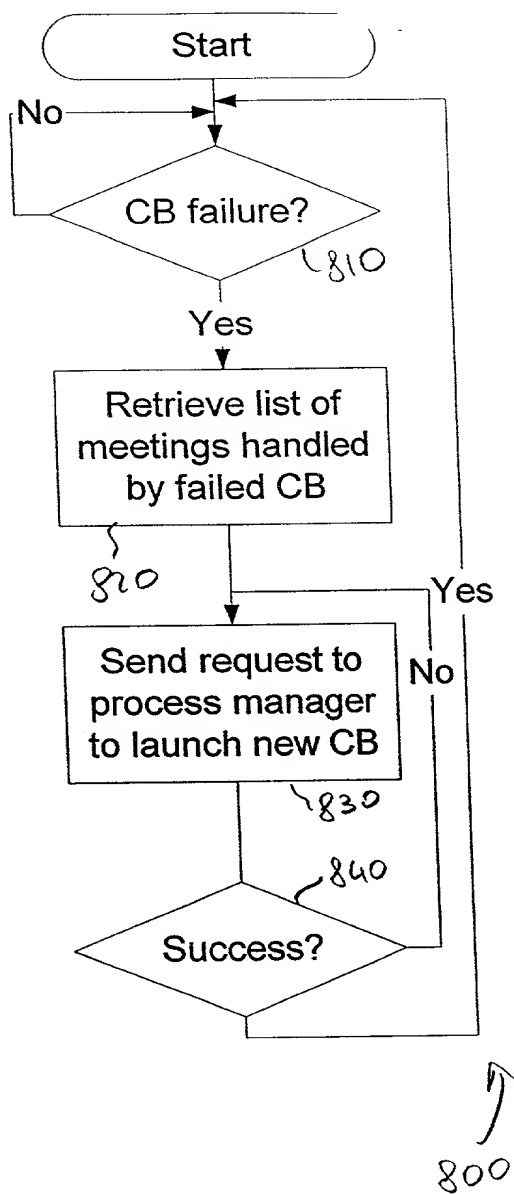 Start
No
CB failure?
810
Yes
Retrieve list of
meetings handled
by failed CB
820
Yes
No
Send request to
process manager
to launch new CB
830
840
Success?
800